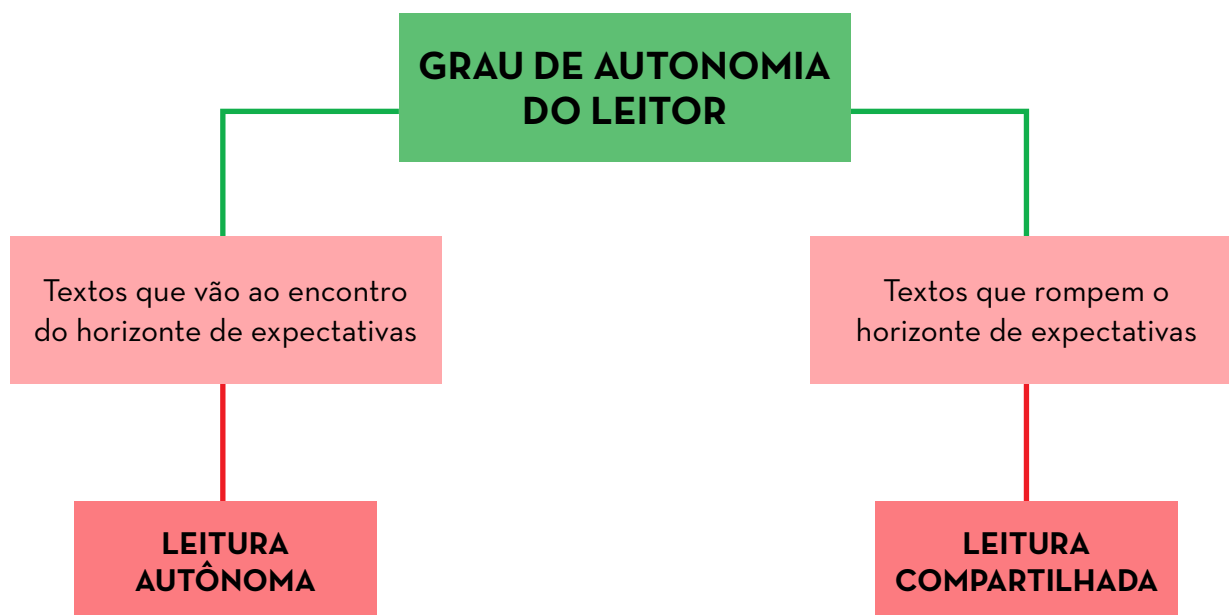 GRAU DE AUTONOMIA
DO LEITOR
Textos que vão ao encontro
do horizonte de expectativas
Textos que rompem o
horizonte de expectativas
LEITURA
AUTÔNOMA
LEITURA
COMPARTILHADA